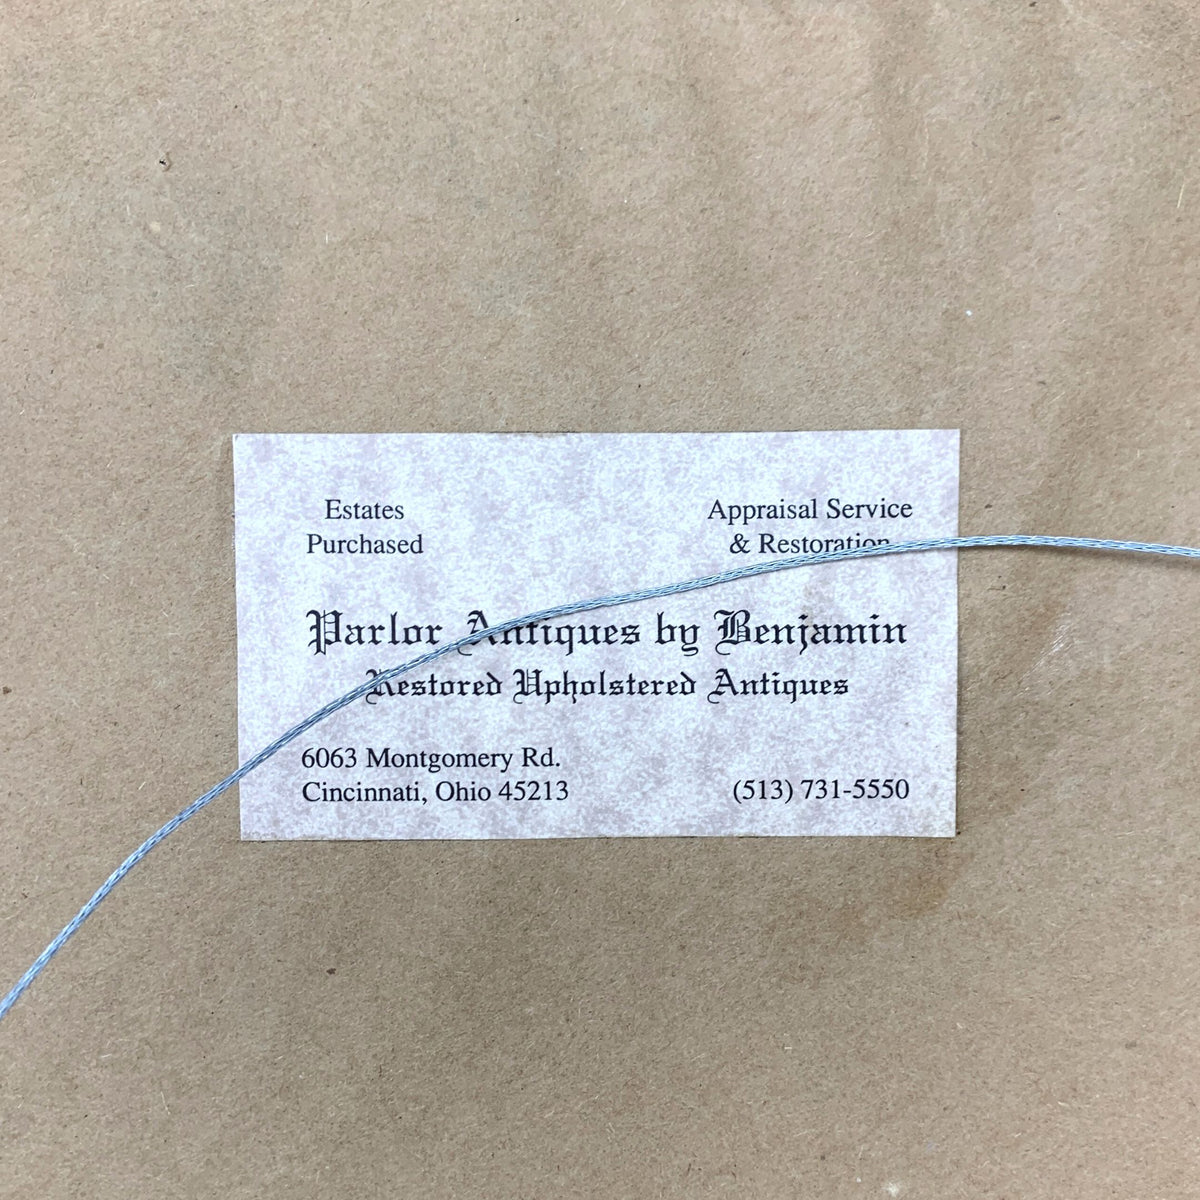 Estates
Purchased
Appraisal Service
& Restoration
Parlor Antiques by Benjamin
Restored Upholstered Antiques
6063 Montgomery Rd.
Cincinnati, Ohio 45213
(513) 731-5550